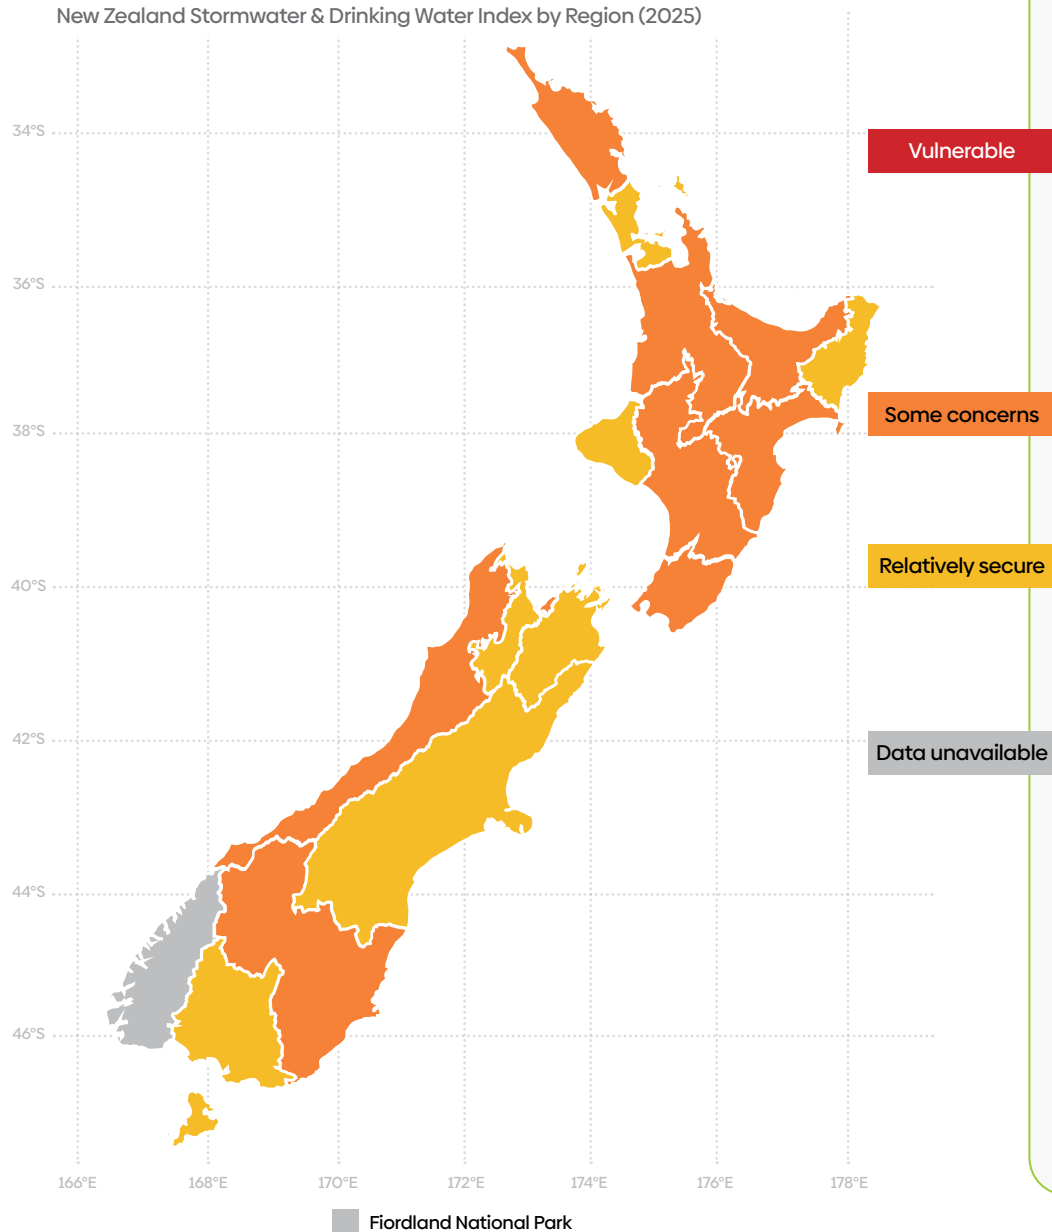 New Zealand Stormwater & Drinking Water Index by Region (2025)
34°S
Vulnerable
36°S
Some concerns
38°S
Relatively secure
40°S
42°S
Data unavailable
44°S
46°S
166°E 168°E 170°E 172°E 174°E 176°E 178°E
Fiordland National Park